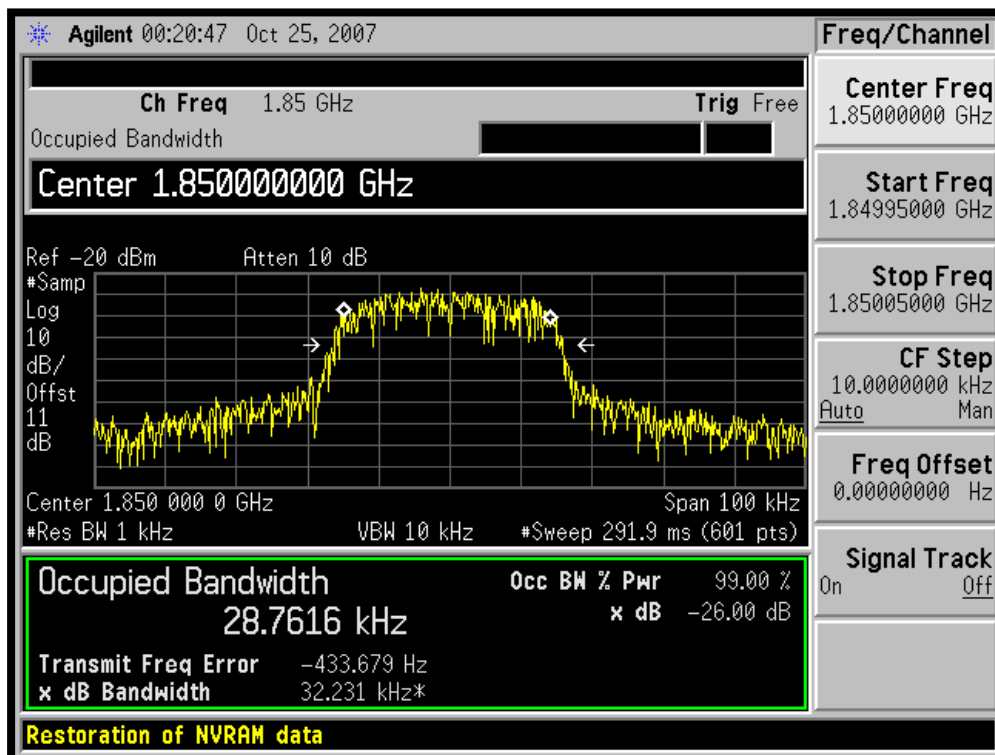 Agilent 00:20:47 Oct 25, 2007
Freq/Channel
Ch Freq 1.85 GHz Trig Free
Occupied Bandwidth
Center 1.850000000 GHz
Ref -20 dBm Atten 10 dB
#Samp
Log
10
dB/
Offst
11
dB
Center 1.850 000 0 GHz Span 100 kHz
#Res BW 1 kHz VBW 10 kHz #Sweep 291.9 ms (601 pts)
Occupied Bandwidth Occ BW % Pwr 99.00 %
28.7616 kHz x dB -26.00 dB
Transmit Freq Error -433.679 Hz
x dB Bandwidth 32.231 kHz*
Restoration of NVRAM data
Center Freq
1.85000000 GHz
Start Freq
1.84995000 GHz
Stop Freq
1.85005000 GHz
CF Step
10.0000000 kHz
Auto Man
Freq Offset
0.00000000 Hz
Signal Track
On Off